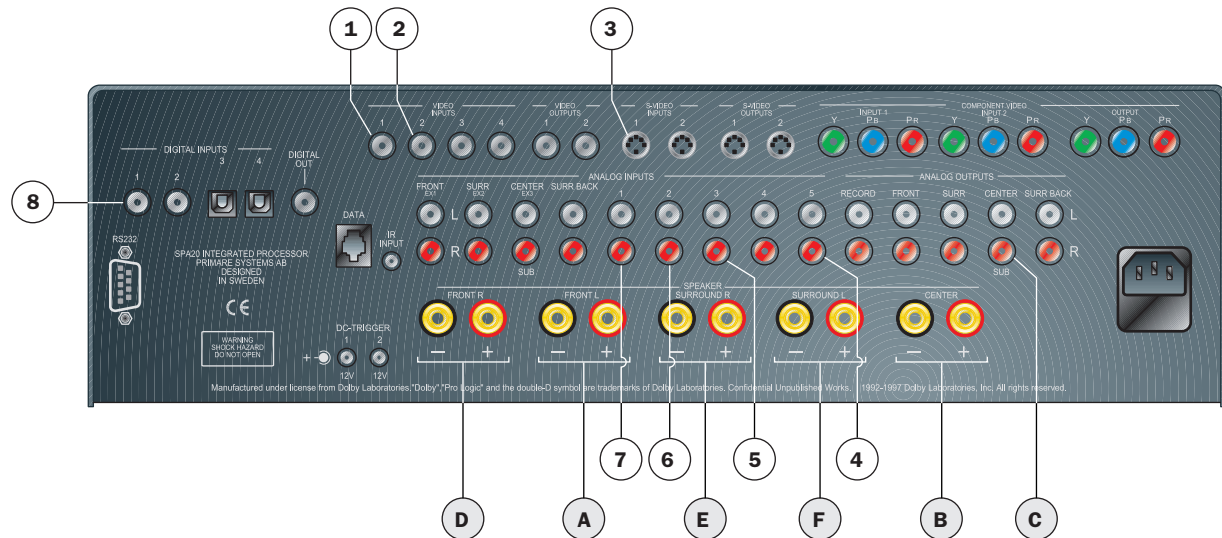 1 2 3
VIDEO INPUTS VIDEO OUTPUTS S-VIDEO INPUTS S-VIDEO OUTPUTS COMPONENT VIDEO
INPUT 1 INPUT 2 OUTPUT
1 2 3 4 1 2 1 2 1 2 Y PB PR Y PB PR Y PB PR
DIGITAL INPUTS
1 2 3 4
DIGITAL OUT
8
ANALOG INPUTS ANALOG OUTPUTS
FRONT EX1 SURR EX2 CENTER EX3 SURR BACK 1 2 3 4 5 RECORD FRONT SURR CENTER SURR BACK
L L
R R
SUB SUB
DATA
IR INPUT
RS232
SPA20 INTEGRATED PROCESSOR
PRIMARE SYSTEMS AB
DESIGNED
IN SWEDEN
CE
WARNING
SHOCK HAZARD
DO NOT OPEN
SPEAKER
FRONT R FRONT L SURROUND R SURROUND L CENTER
− + − + − + − + − +
DC-TRIGGER
+ 1 2
12V 12V
Manufactured under license from Dolby Laboratories,"Dolby","Pro Logic" and the double-D symbol are trademarks of Dolby Laboratories. Confidential Unpublished Works. 1992-1997 Dolby Laboratories, Inc. All rights reserved.
7 6 5 4
D A E F B C